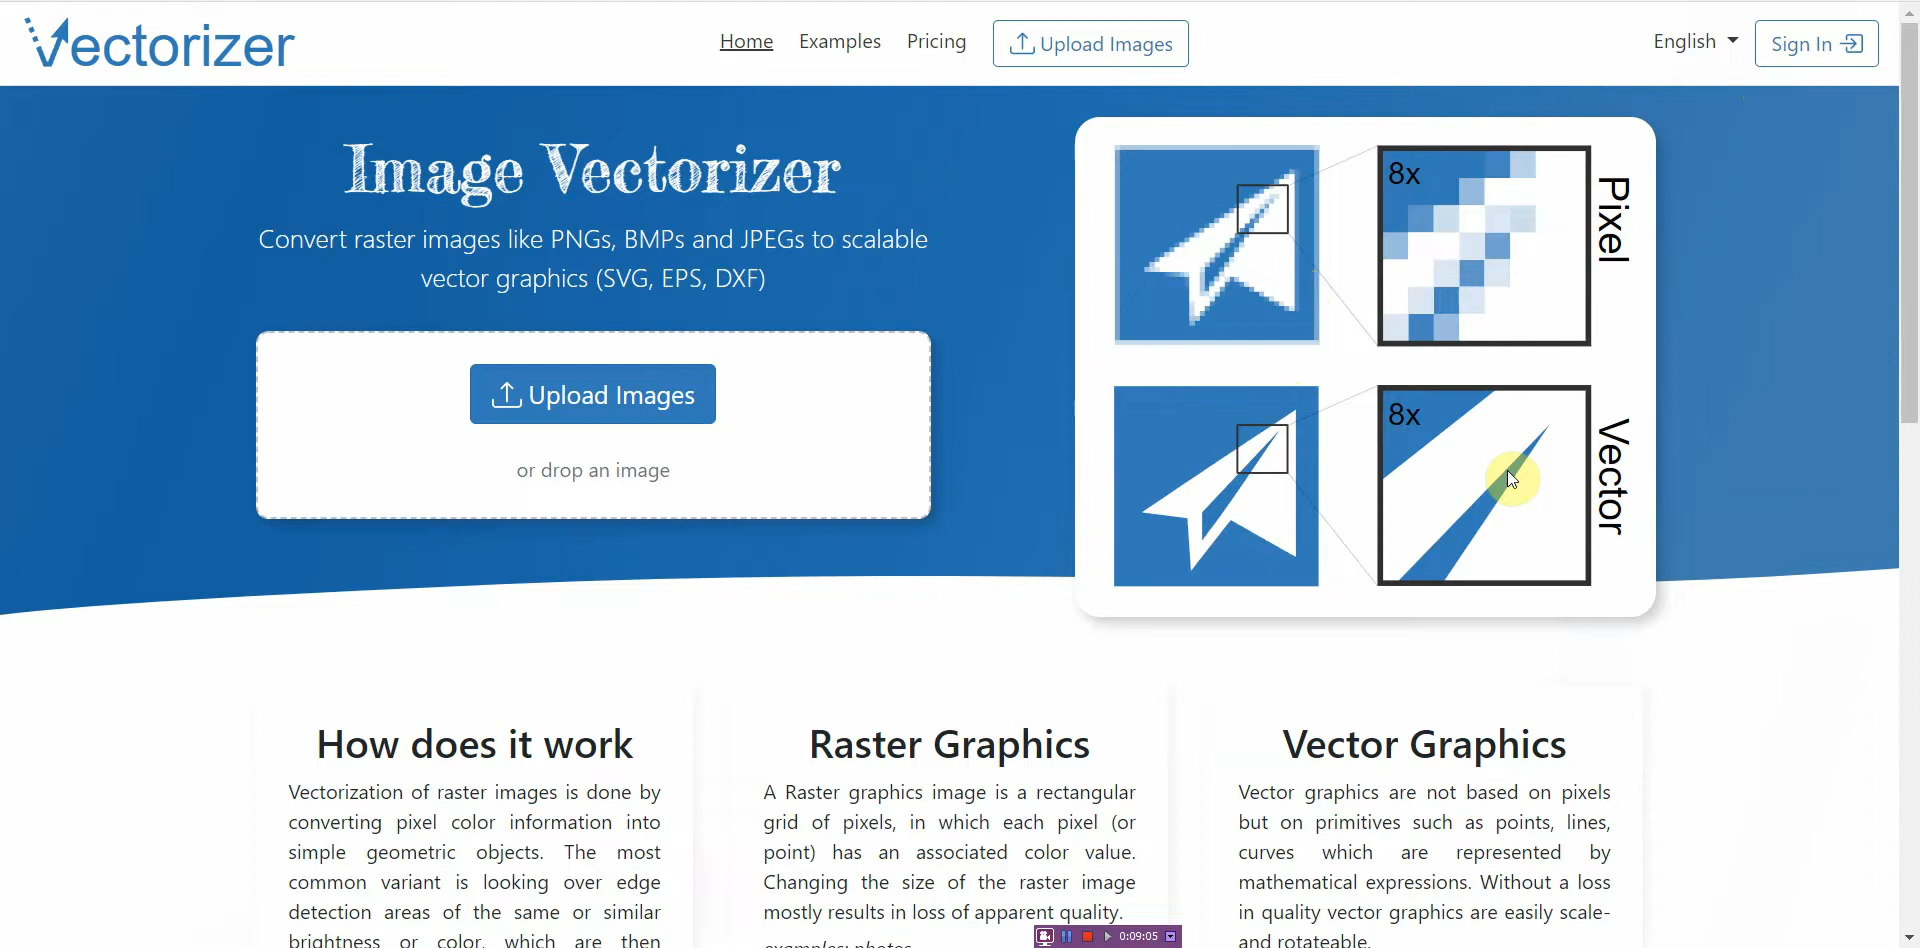 Vectorizer
Home
Examples
Pricing
Upload Images
English
Sign In
Image Vectorizer
Convert raster images like PNGs, BMPs and JPEGs to scalable
vector graphics (SVG, EPS, DXF)
Upload Images
or drop an image
8x
Pixel
8x
Vector
How does it work
Vectorization of raster images is done by
converting pixel color information into
simple geometric objects. The most
common variant is looking over edge
detection areas of the same or similar
brightness or color, which are then
Raster Graphics
A Raster graphics image is a rectangular
grid of pixels, in which each pixel (or
point) has an associated color value.
Changing the size of the raster image
mostly results in loss of apparent quality.
examples: photos
Vector Graphics
Vector graphics are not based on pixels
but on primitives such as points, lines,
curves which are represented by
mathematical expressions. Without a loss
in quality vector graphics are easily scale-
and rotateable.
0:09:05